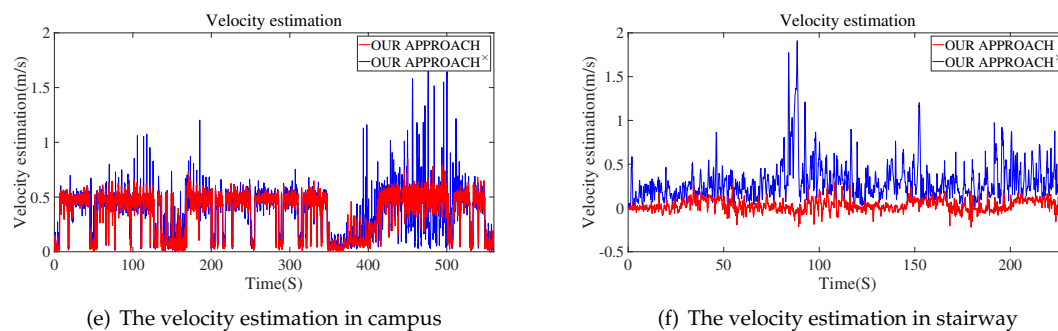 Velocity estimation
2
1.5
1
0.5
0
Velocity estimation(m/s)
OUR APPROACH
OUR APPROACH×
0 100 200 300 400 500
Time(S)
(e) The velocity estimation in campus
Velocity estimation
2
1.5
1
0.5
0
-0.5
Velocity estimation(m/s)
OUR APPROACH
OUR APPROACH×
0 50 100 150 200
Time(S)
(f) The velocity estimation in stairway